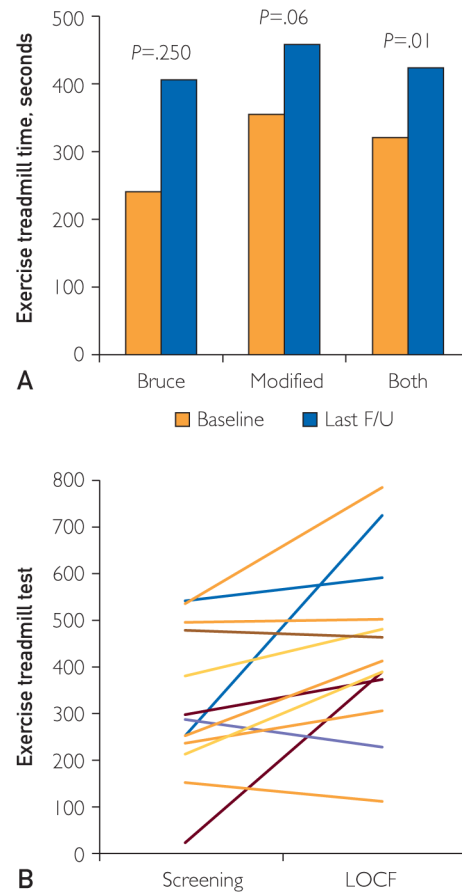 Exercise treadmill time, seconds
500
400
300
200
100
0
P=.250
P=.06
P=.01
Bruce
Modified
Both
A
Baseline
Last F/U
Exercise treadmill test
800
700
600
500
400
300
200
100
0
Screening
LOCF
B